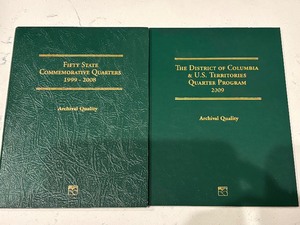 Fifty State
Commemorative Quarters
1999 - 2008
Archival Quality
The District of Columbia
& U.S. Territories
Quarter Program
2009
Archival Quality